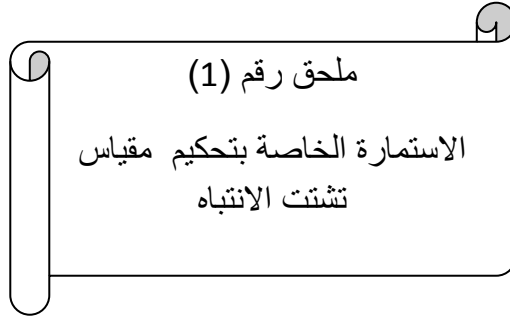 ملحق رقم (1)
الاستمارة الخاصة بتحكيم مقياس
تشتت الانتباه